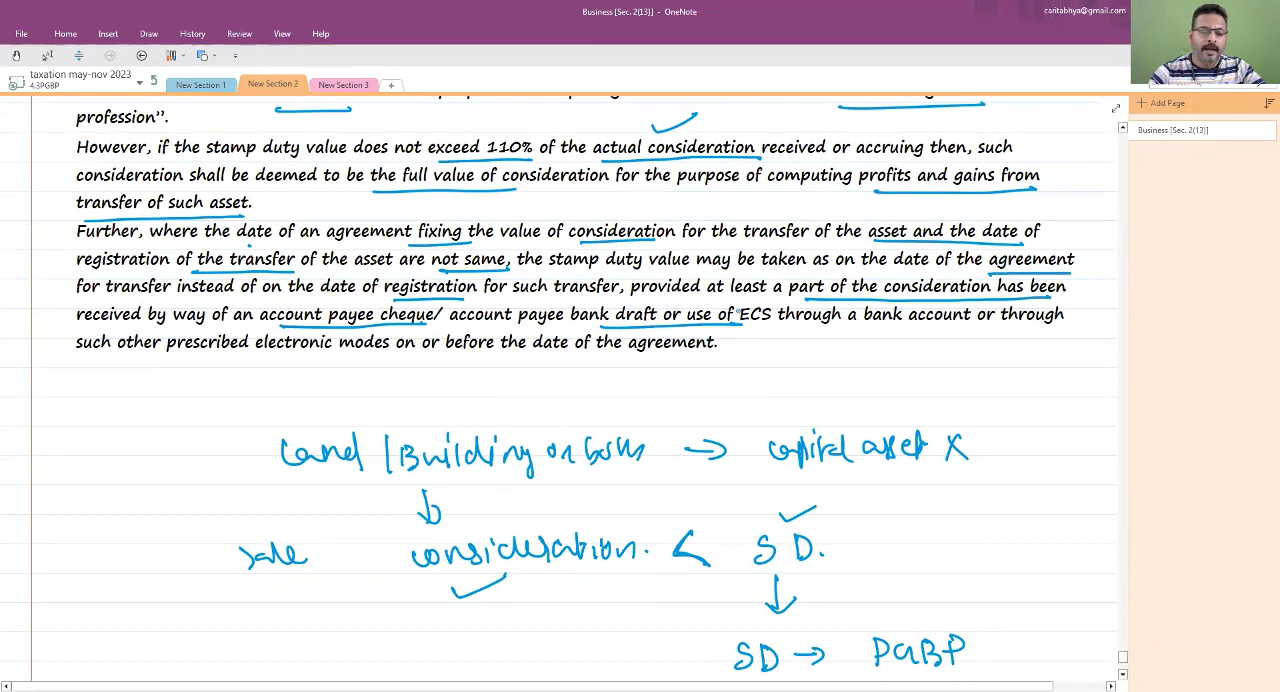 Business [Sec. 2(13)] - OneNote
caritabhya@gmail.com
File Home Insert Draw History Review View Help
taxation may-nov 2023
4.3PGBP
5
New Section 1 New Section 2 New Section 3 +
Add Page
Business [Sec. 2(13)]
profession”.
However, if the stamp duty value does not exceed 110% of the actual consideration received or accruing then, such
consideration shall be deemed to be the full value of consideration for the purpose of computing profits and gains from
transfer of such asset.
Further, where the date of an agreement fixing the value of consideration for the transfer of the asset and the date of
registration of the transfer of the asset are not same, the stamp duty value may be taken as on the date of the agreement
for transfer instead of on the date of registration for such transfer, provided at least a part of the consideration has been
received by way of an account payee cheque/ account payee bank draft or use of ECS through a bank account or through
such other prescribed electronic modes on or before the date of the agreement.
Land / Building or both → capital asset X
sale consideration. < SD.
SD → PGBP